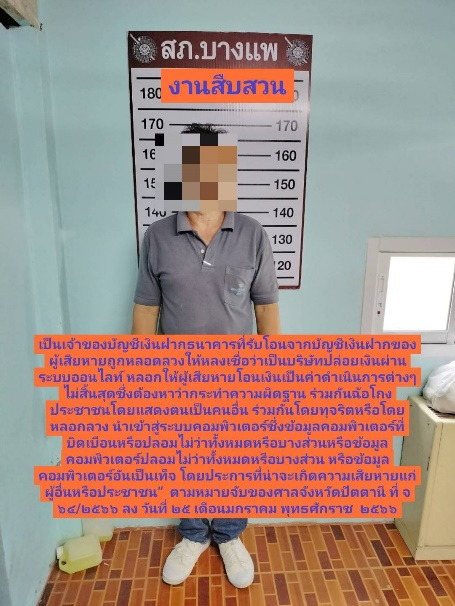 สภ.บางแพ
งานสืบสวน
180
170 170
160
150
140 140
130
120
เป็นเจ้าของบัญชีเงินฝากธนาคารที่รับโอนจากบัญชีเงินฝากของ
ผู้เสียหายถูกหลอดลวงให้หลงเชื่อว่าเป็นบริษัทปล่อยเงินผ่าน
ระบบออนไลท์ หลอกให้ผู้เสียหายโอนเงินเป็นค่าดำเนินการต่างๆ
ไม่สิ้นสุดซึ่งต้องหาว่ากระทำความผิดฐาน ร่วมกันฉ้อโกง
ประชาชนโดยแสดงตนเป็นคนอื่น ร่วมกันโดยทุจริตหรือโดย
หลอกลวง นำเข้าสู่ระบบคอมพิวเตอร์ซึ่งข้อมูลคอมพิวเตอร์ที่
บิดเบือนหรือปลอมไม่ว่าทั้งหมดหรือบางส่วนหรือข้อมูล
คอมพิวเตอร์ปลอมไม่ว่าทั้งหมดหรือบางส่วน หรือข้อมูล
คอมพิวเตอร์อันเป็นเท็จ โดยประการที่น่าจะเกิดความเสียหายแก่
ผู้อื่นหรือประชาชน" ตามหมายจับของศาลจังหวัดปัตตานี ที่ จ
๖๔/๒๕๖๖ ลง วันที่ ๒๕ เดือนมกราคม พุทธศักราช ๒๕๖๖